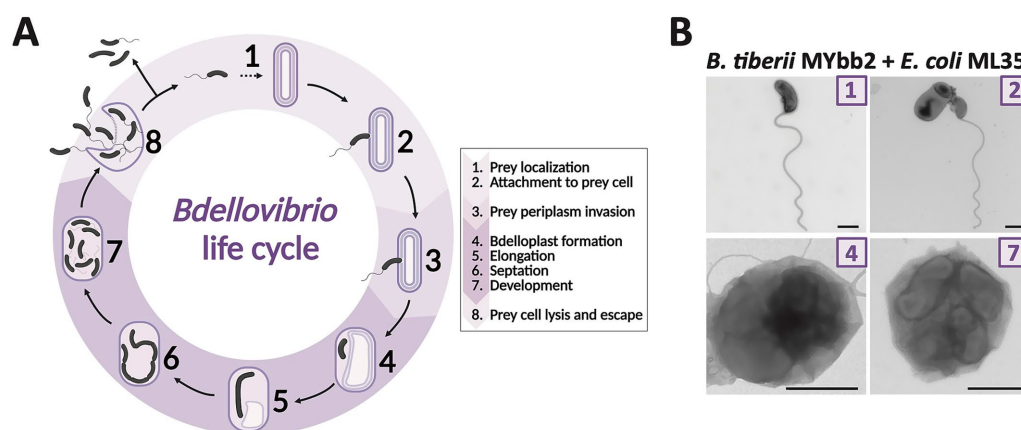 A
1
2
3
4
5
6
7
8
Bdellovibrio
life cycle
1. Prey localization
2. Attachment to prey cell
3. Prey periplasm invasion
4. Bdelloplast formation
5. Elongation
6. Septation
7. Development
8. Prey cell lysis and escape
B
B. tiberii MYbb2 + E. coli ML35
1
2
4
7